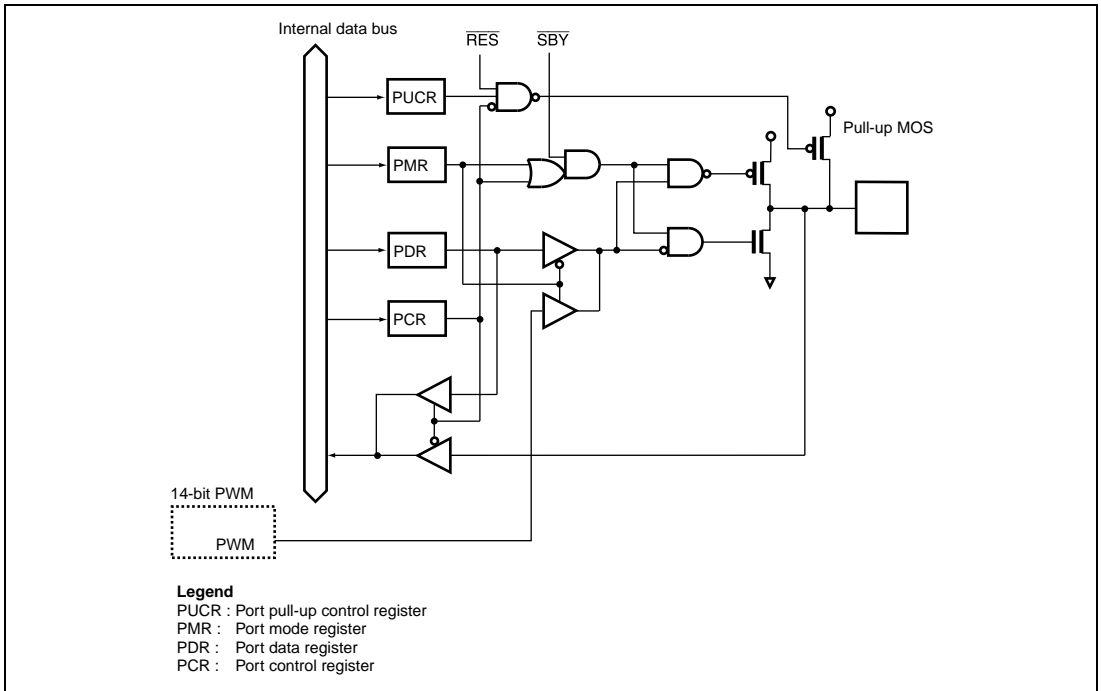 Internal data bus
RES
SBY
PUCR
Pull-up MOS
PMR
PDR
PCR
14-bit PWM
PWM
Legend
PUCR : Port pull-up control register
PMR : Port mode register
PDR : Port data register
PCR : Port control register